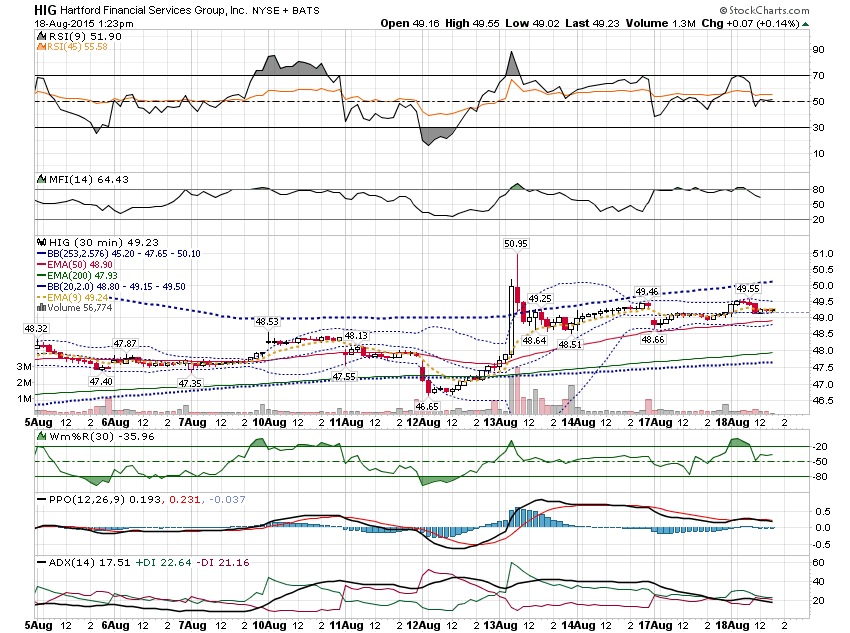 HIG Hartford Financial Services Group, Inc. NYSE + BATS © StockCharts.com
18-Aug-2015 1:23pm Open 49.16 High 49.55 Low 49.02 Last 49.23 Volume 1.3M Chg +0.07 (+0.14%)
RSI(9) 51.90
RSI(45) 55.58
90
70
50
30
10
MFI(14) 64.43
80
50
20
HIG (30 min) 49.23
BB(253,2.576) 45.20 - 47.65 - 50.10
EMA(50) 48.90
EMA(200) 47.93
BB(20,2.0) 48.80 - 49.15 - 49.50
EMA(9) 49.24
Volume 56,774
50.95
49.25
49.46
49.55
48.32
47.87
48.53
48.13
48.64
48.51
48.66
47.40
47.35
47.55
46.65
51.0
50.5
50.0
49.5
49.0
48.5
48.0
47.5
47.0
46.5
3M
2M
1M
5Aug 12 2 6Aug 12 2 7Aug 12 2 10Aug 12 2 11Aug 12 2 12Aug 12 2 13Aug 12 2 14Aug 12 2 17Aug 12 2 18Aug 12 2
Wm%R(30) -35.96
-20
-50
-80
PPO(12,26,9) 0.193, 0.231, -0.037
0.5
0.0
-0.5
ADX(14) 17.51 +DI 22.64 -DI 21.16
60
40
20
5Aug 12 2 6Aug 12 2 7Aug 12 2 10Aug 12 2 11Aug 12 2 12Aug 12 2 13Aug 12 2 14Aug 12 2 17Aug 12 2 18Aug 12 2